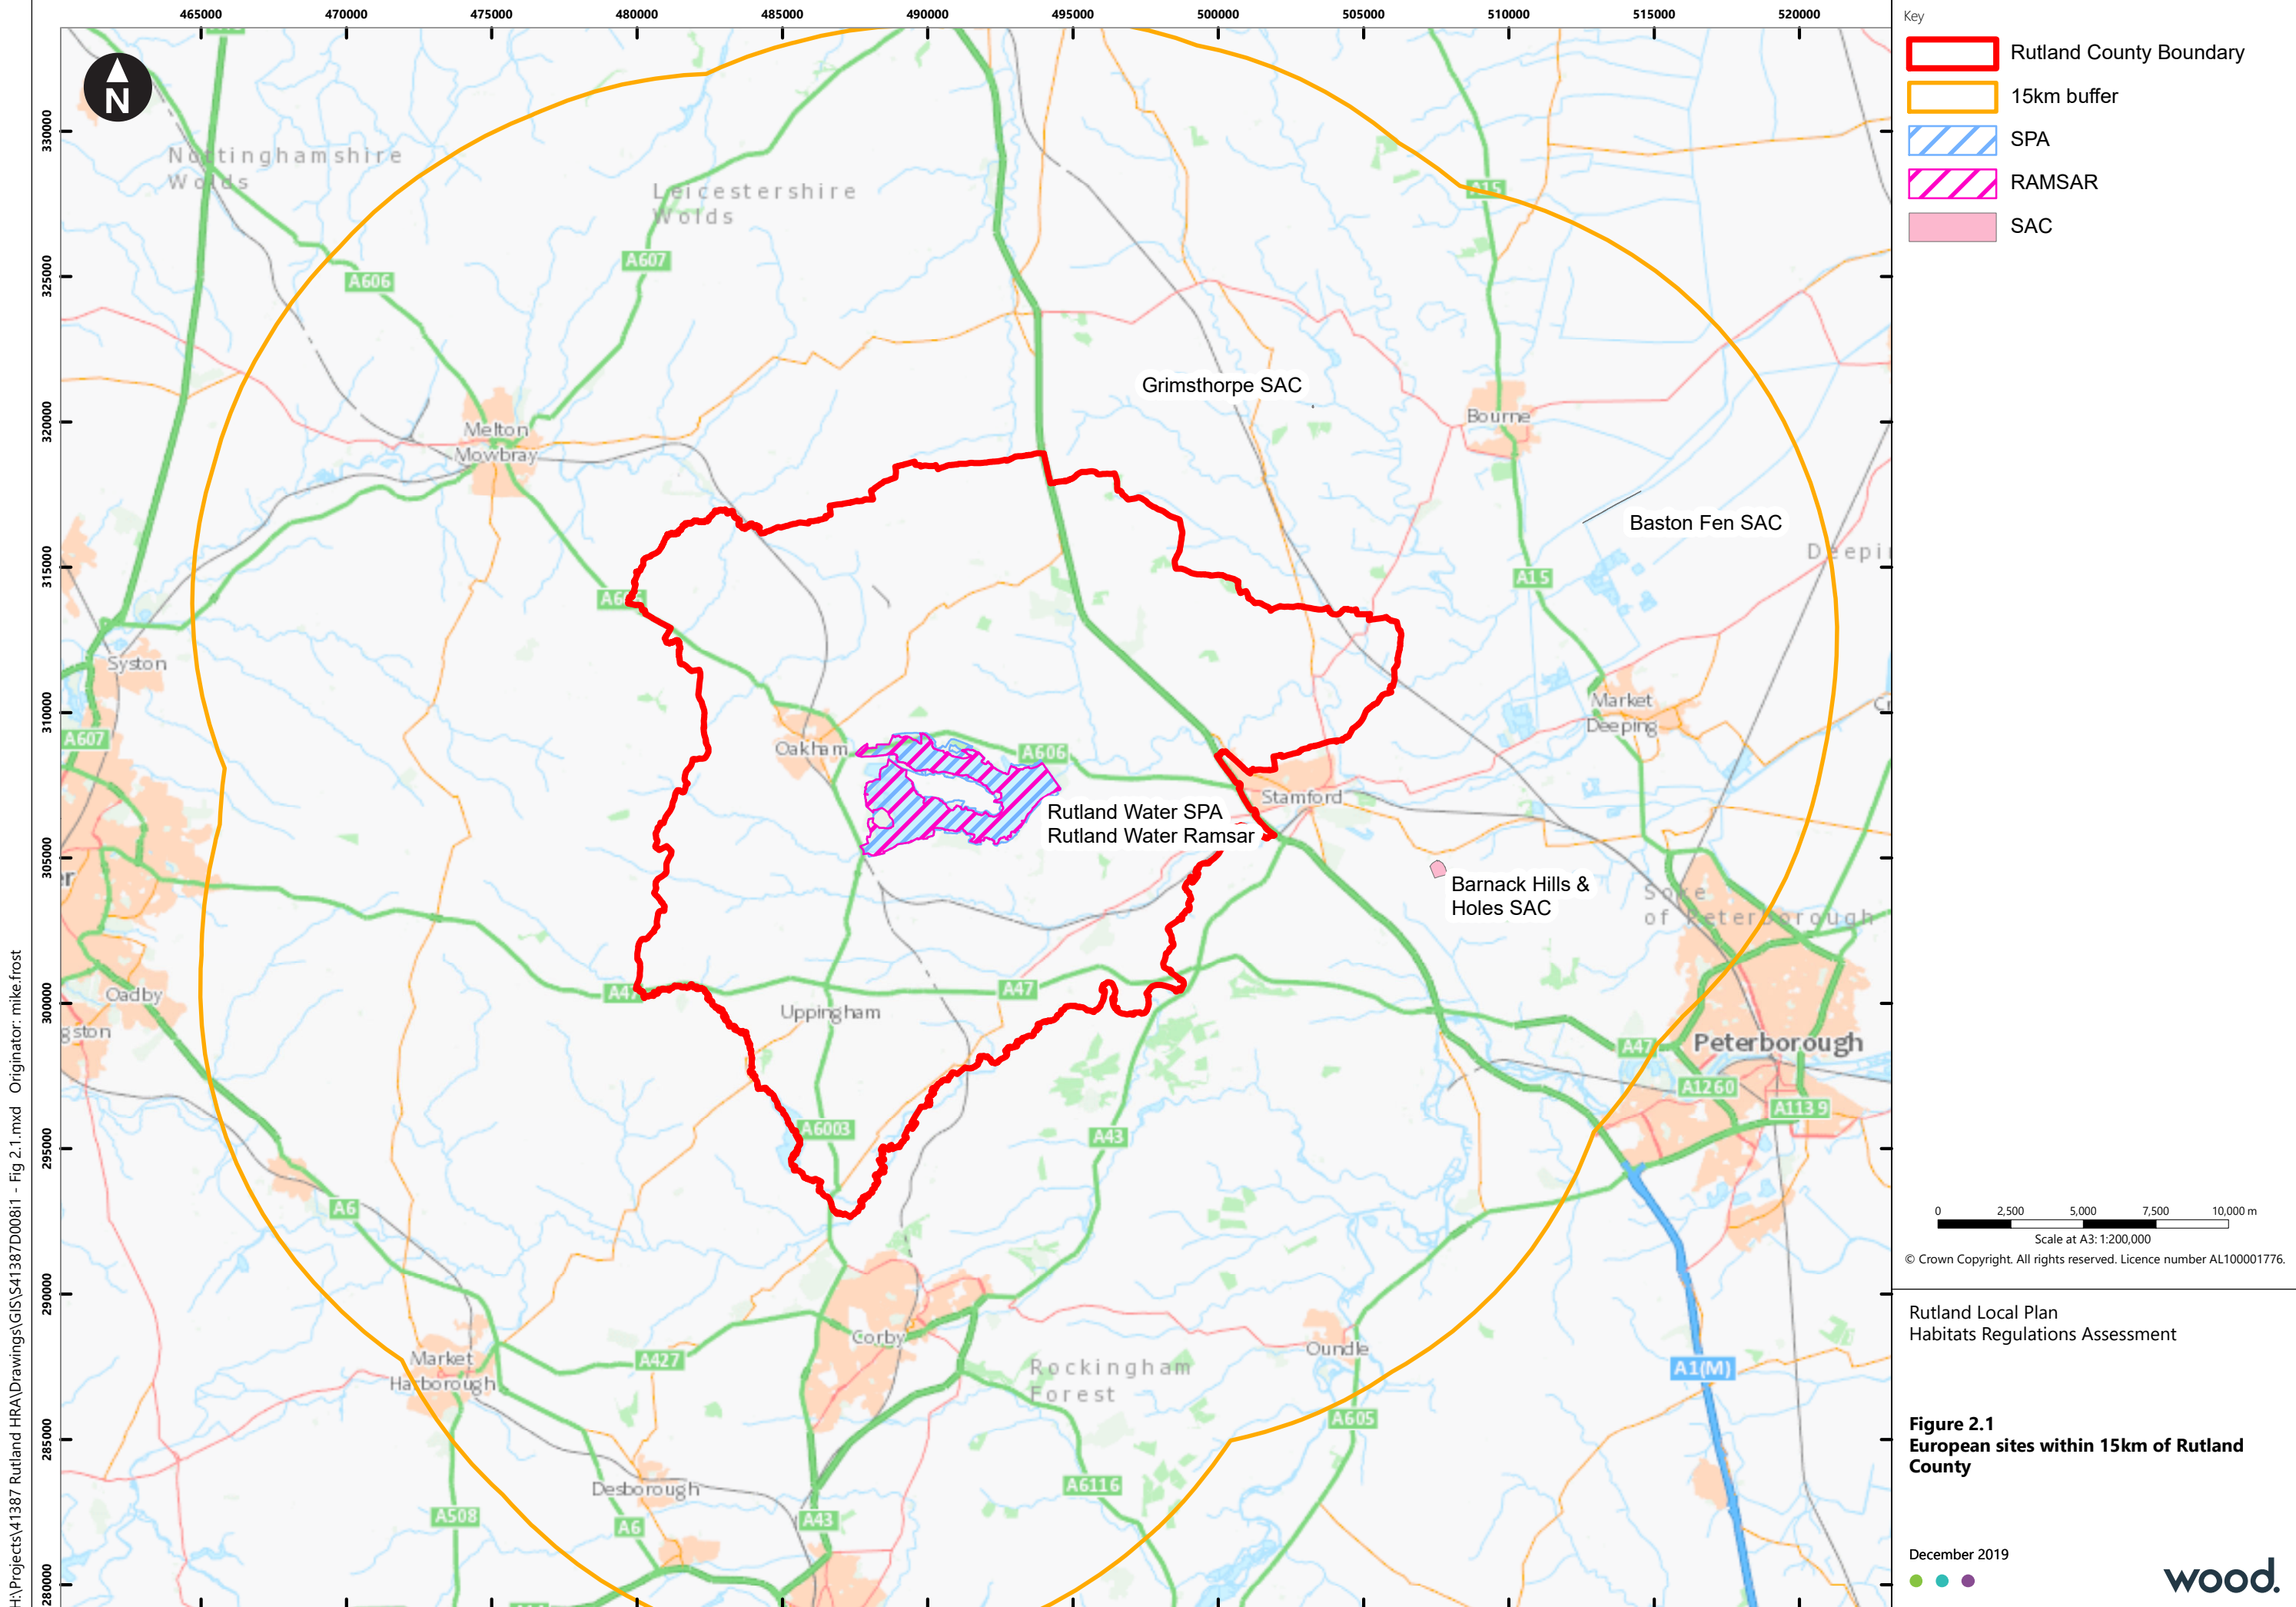 465000 470000 475000 480000 485000 490000 495000 500000 505000 510000 515000 520000
330000
325000
320000
315000
310000
305000
300000
295000
290000
285000
280000
H:\Projects\41387 Rutland HRA\Drawings\GIS\S41387D008i1 - Fig 2.1.mxd Originator: mike.frost
N
Nottinghamshire
Wolds
Leicestershire
Wolds
A15
A607
A606
Grimsthorpe SAC
Bourne
Melton
Mowbray
Baston Fen SAC
A15
Syston
Market
Deeping
A607
Oakham
A606
Stamford
Rutland Water SPA
Rutland Water Ramsar
Barnack Hills &
Holes SAC
Soke
of Peterborough
Oadby
A47
A47
Uppingham
Peterborough
A47
A1260
A1139
A6003
A43
A6
Corby
Oundle
Market
Harborough
A427
Rockingham
Forest
A1(M)
A605
A6116
Desborough
A508
A6
A43
Key
Rutland County Boundary
15km buffer
SPA
RAMSAR
SAC
0 2,500 5,000 7,500 10,000 m
Scale at A3: 1:200,000
© Crown Copyright. All rights reserved. Licence number AL100001776.
Rutland Local Plan
Habitats Regulations Assessment
Figure 2.1
European sites within 15km of Rutland
County
December 2019
wood.